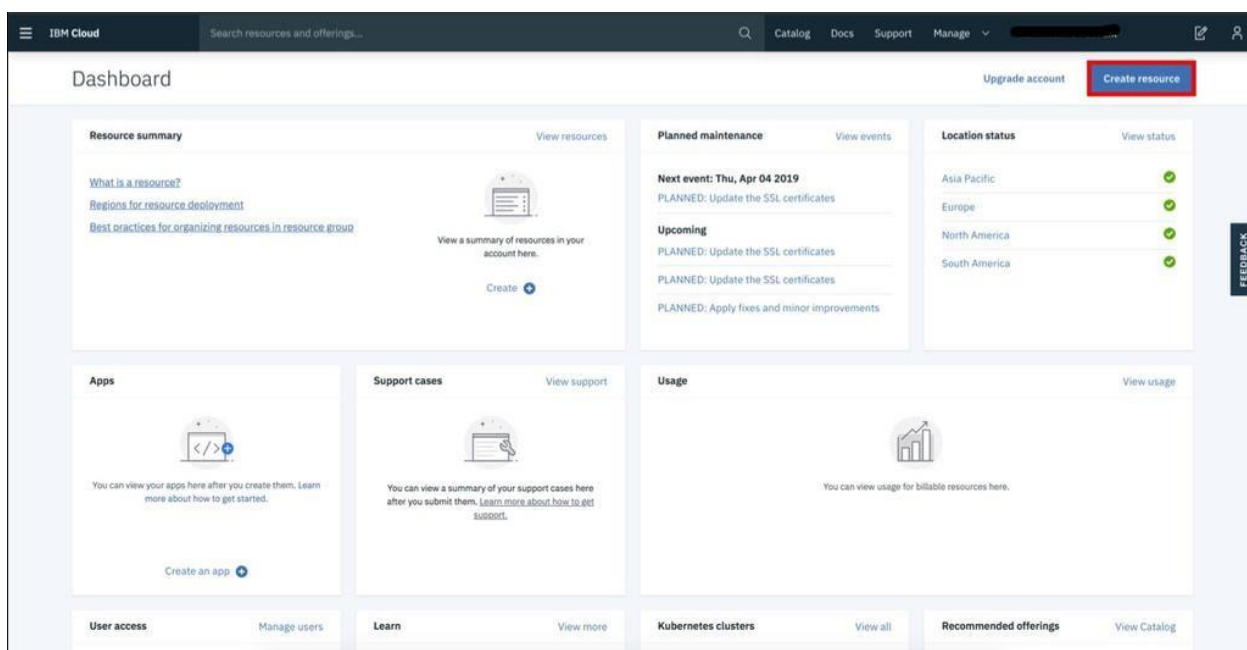 IBM Cloud
Search resources and offerings...
Catalog
Docs
Support
Manage
Dashboard
Upgrade account
Create resource
Resource summary
View resources
What is a resource?
Regions for resource deployment
Best practices for organizing resources in resource group
View a summary of resources in your
account here.
Create
Planned maintenance
View events
Next event: Thu, Apr 04 2019
PLANNED: Update the SSL certificates
Upcoming
PLANNED: Update the SSL certificates
PLANNED: Update the SSL certificates
PLANNED: Apply fixes and minor improvements
Location status
View status
Asia Pacific
Europe
North America
South America
FEEDBACK
Apps
You can view your apps here after you create them. Learn
more about how to get started.
Create an app
Support cases
View support
You can view a summary of your support cases here
after you submit them. Learn more about how to get
support.
Usage
View usage
You can view usage for billable resources here.
User access
Manage users
Learn
View more
Kubernetes clusters
View all
Recommended offerings
View Catalog